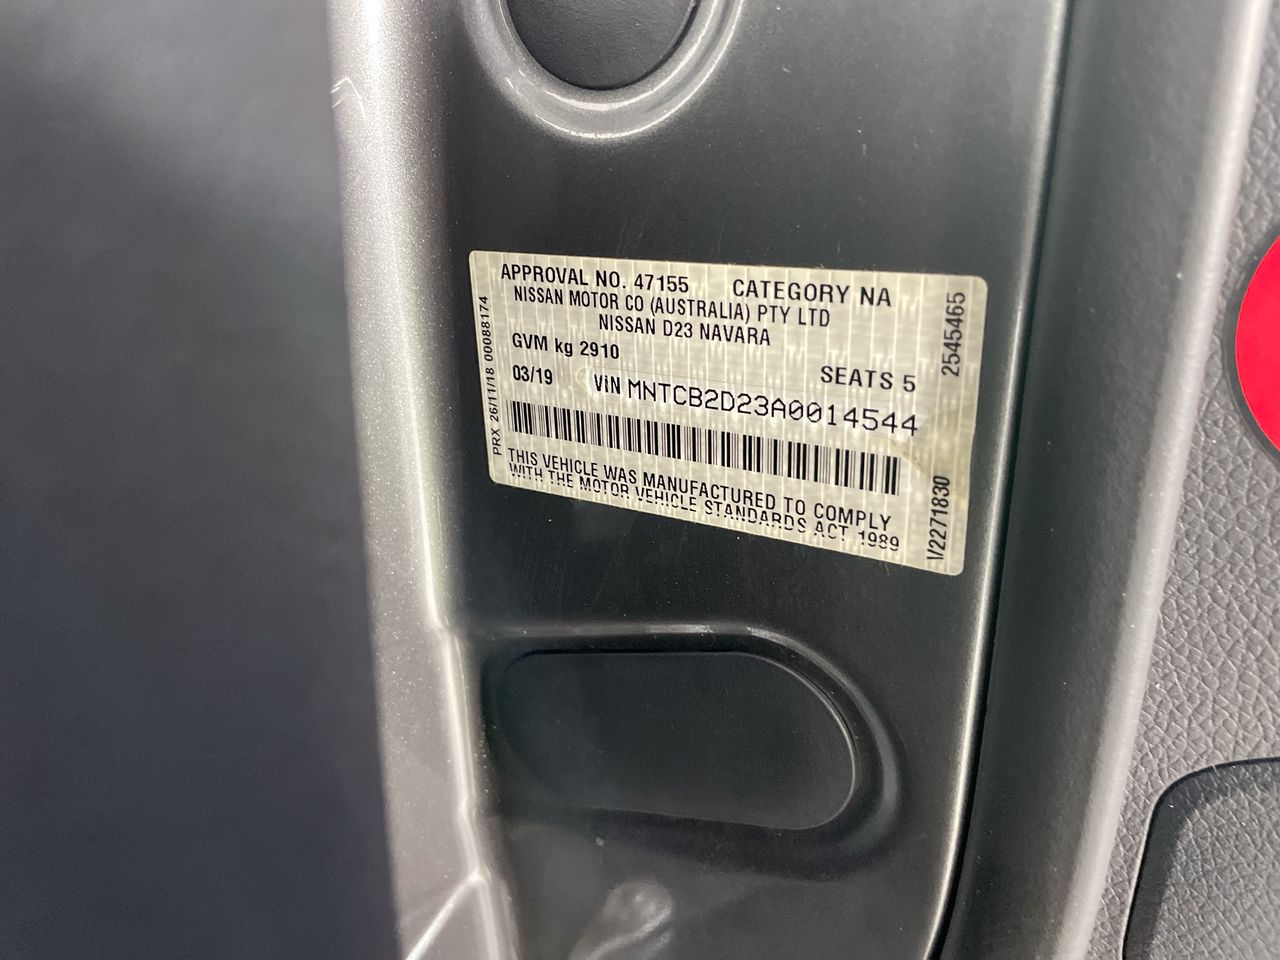 APPROVAL NO. 47155 CATEGORY NA
NISSAN MOTOR CO (AUSTRALIA) PTY LTD
NISSAN D23 NAVARA
GVM kg 2910
SEATS 5
03/19 VIN MNTCB2D23A0014544
THIS VEHICLE WAS MANUFACTURED TO COMPLY
WITH THE MOTOR VEHICLE STANDARDS ACT 1989
PRX 26/11/18 00088174
V2271830 2545465